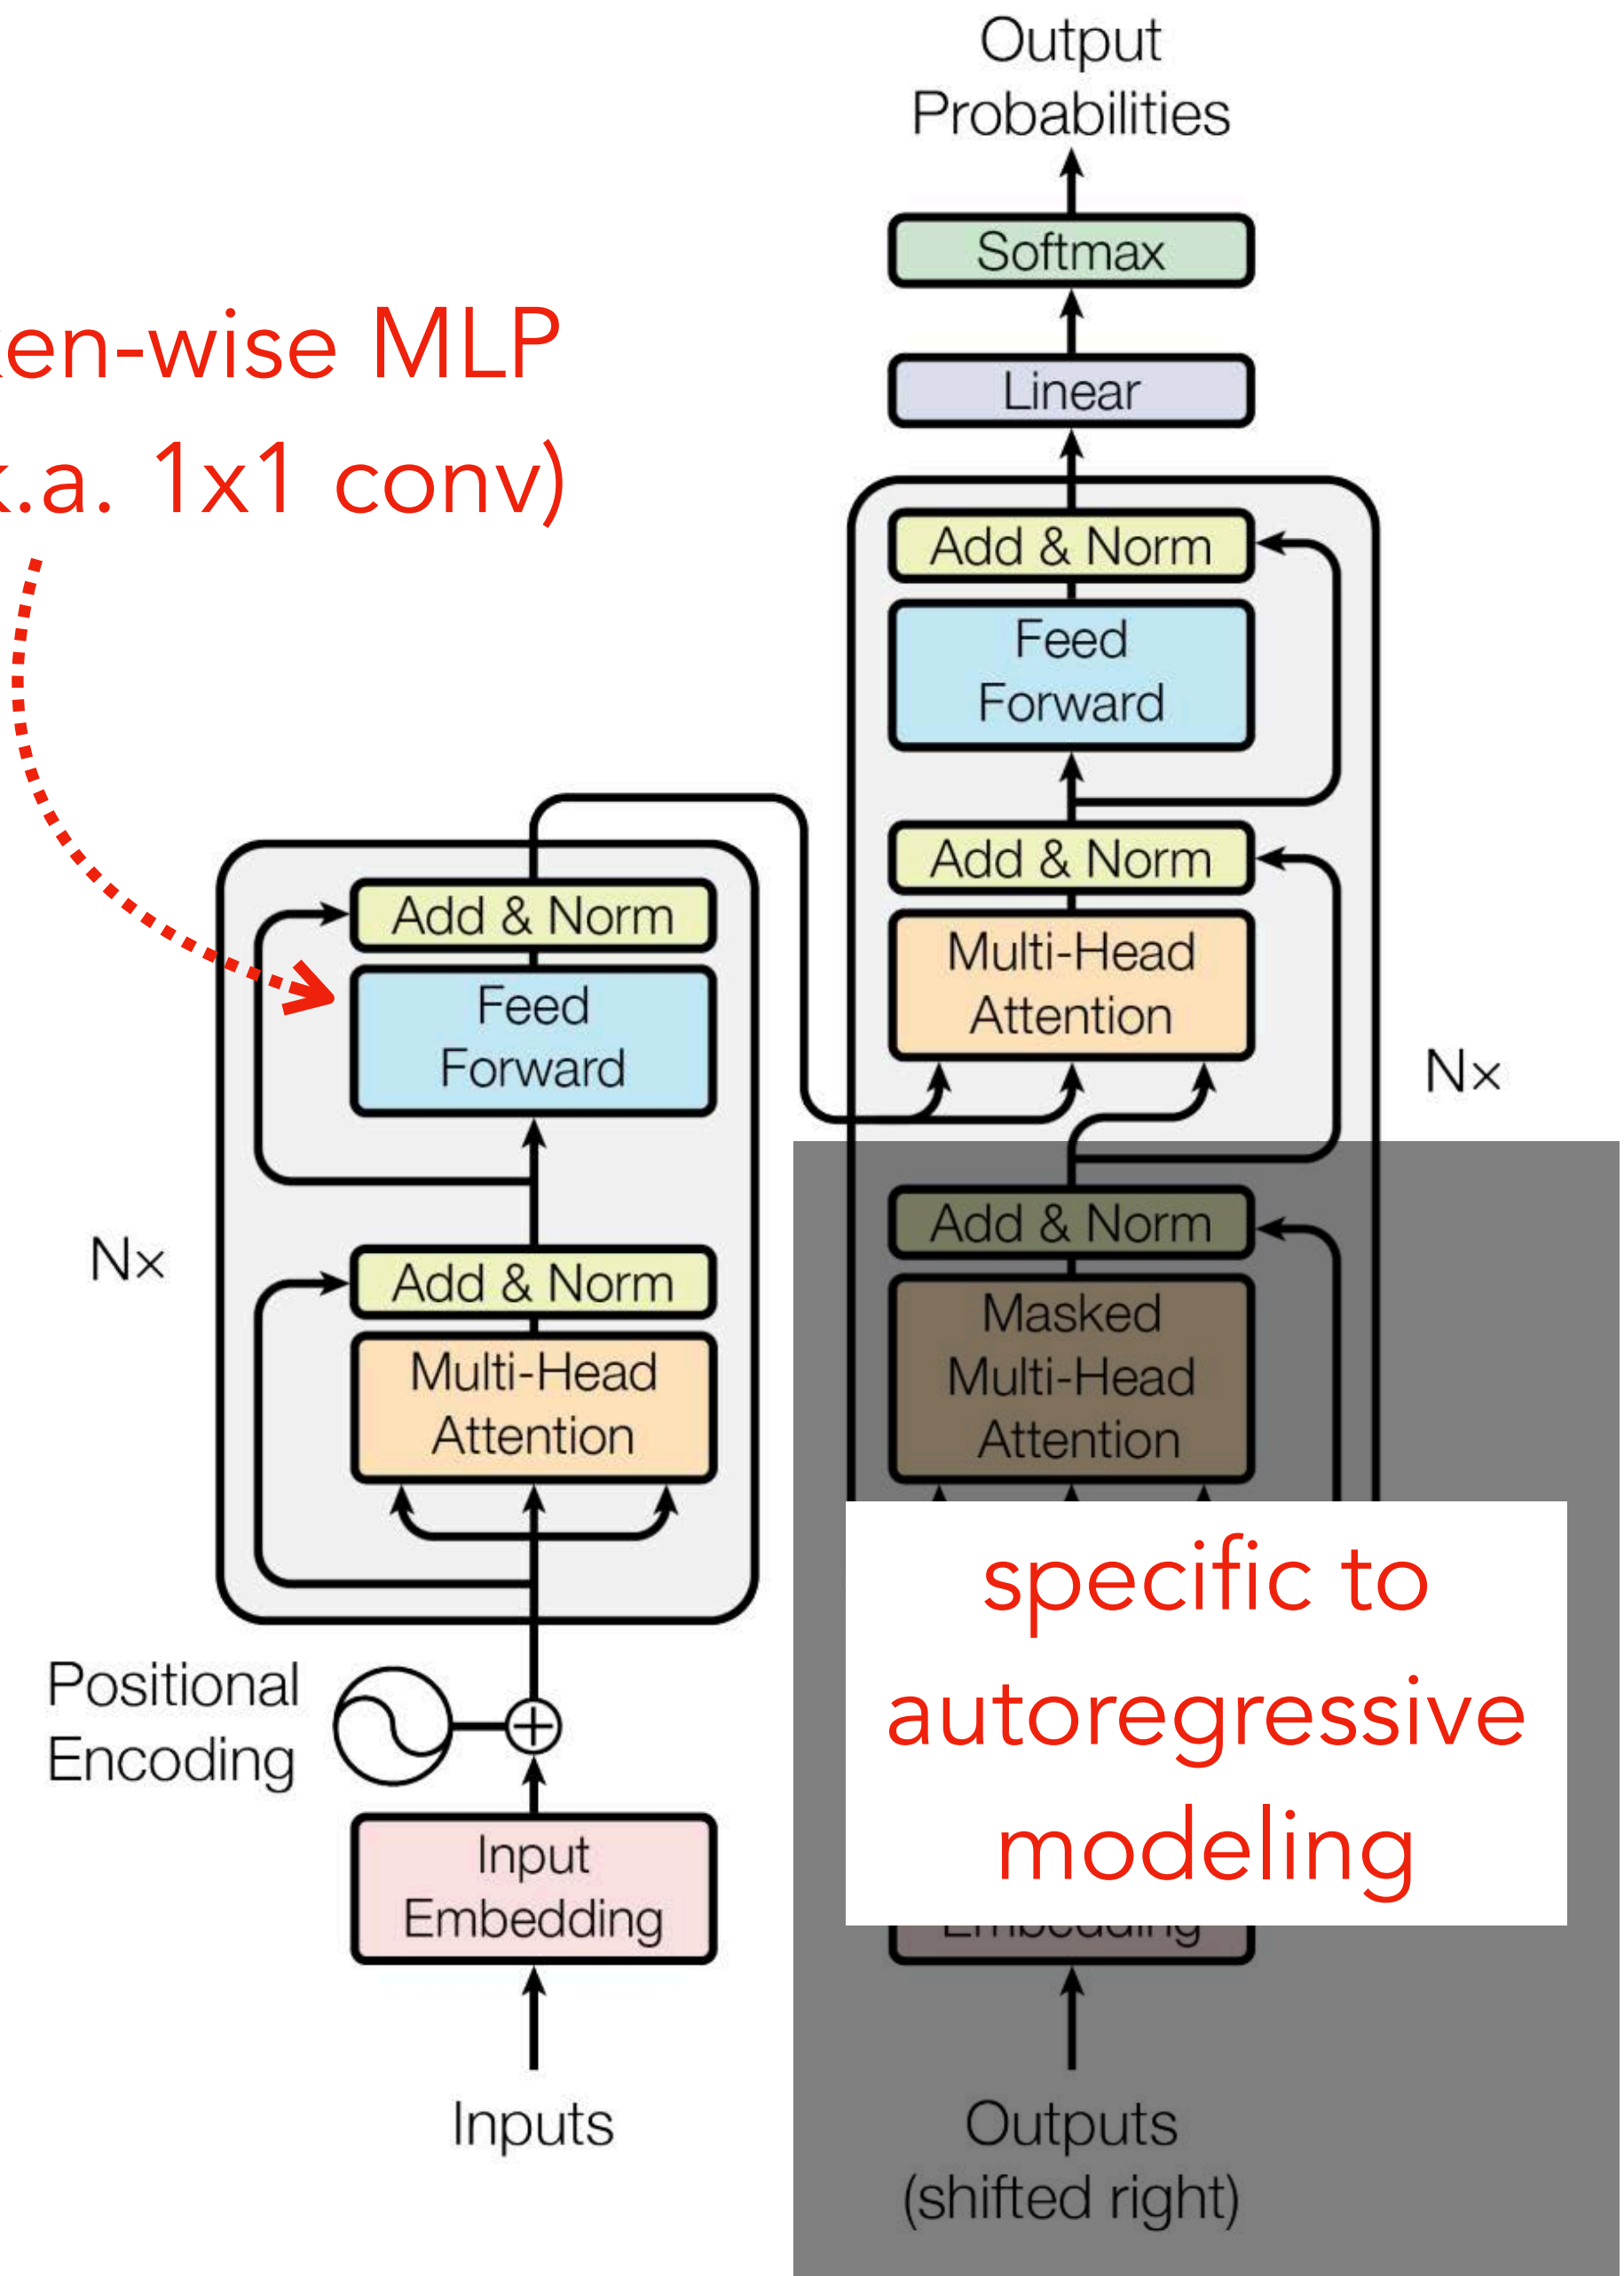 Output
Probabilities
Softmax
en-wise MLP
Linear
k.a. 1x1 conv)
Add & Norm
Feed
Forward
Add & Norm
Multi-Head
Attention
Nx
Add & Norm
Feed
Forward
Nx
Add & Norm
Multi-Head
Attention
Add & Norm
Masked
Multi-Head
Attention
specific to
autoregressive
modeling
Positional
Encoding
Input
Embedding
Embedding
Inputs
Outputs
(shifted right)